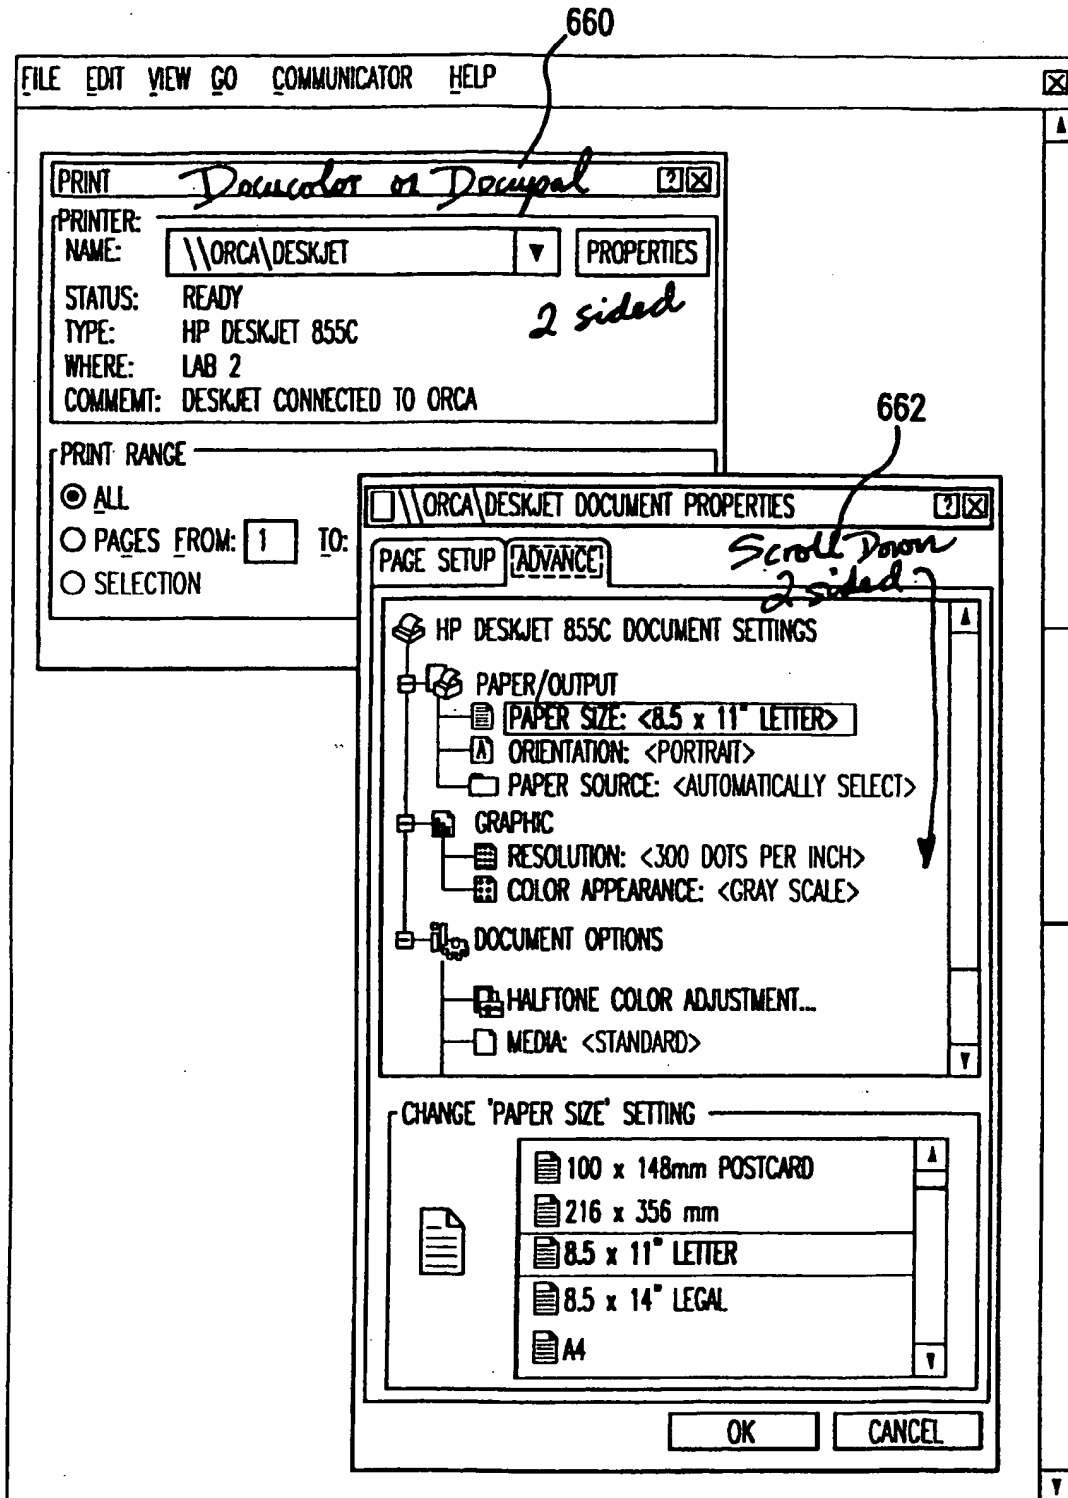 660
FILE EDIT VIEW GO COMMUNICATOR HELP
PRINT Docucolor or Docupal
PRINTER:
NAME: \\ORCA\DESKJET PROPERTIES
STATUS: READY
2 sided
TYPE: HP DESKJET 855C
WHERE: LAB 2
COMMEMT: DESKJET CONNECTED TO ORCA
662
PRINT RANGE
ALL
PAGES FROM: 1 TO:
SELECTION
\\ORCA\DESKJET DOCUMENT PROPERTIES
PAGE SETUP ADVANCE
Scroll Down
2 sided
HP DESKJET 855C DOCUMENT SETTINGS
PAPER/OUTPUT
PAPER SIZE: <8.5 x 11" LETTER>
ORIENTATION: <PORTRAIT>
PAPER SOURCE: <AUTOMATICALLY SELECT>
GRAPHIC
RESOLUTION: <300 DOTS PER INCH>
COLOR APPEARANCE: <GRAY SCALE>
DOCUMENT OPTIONS
HALFTONE COLOR ADJUSTMENT...
MEDIA: <STANDARD>
CHANGE 'PAPER SIZE' SETTING
100 x 148mm POSTCARD
216 x 356 mm
8.5 x 11" LETTER
8.5 x 14" LEGAL
A4
OK CANCEL